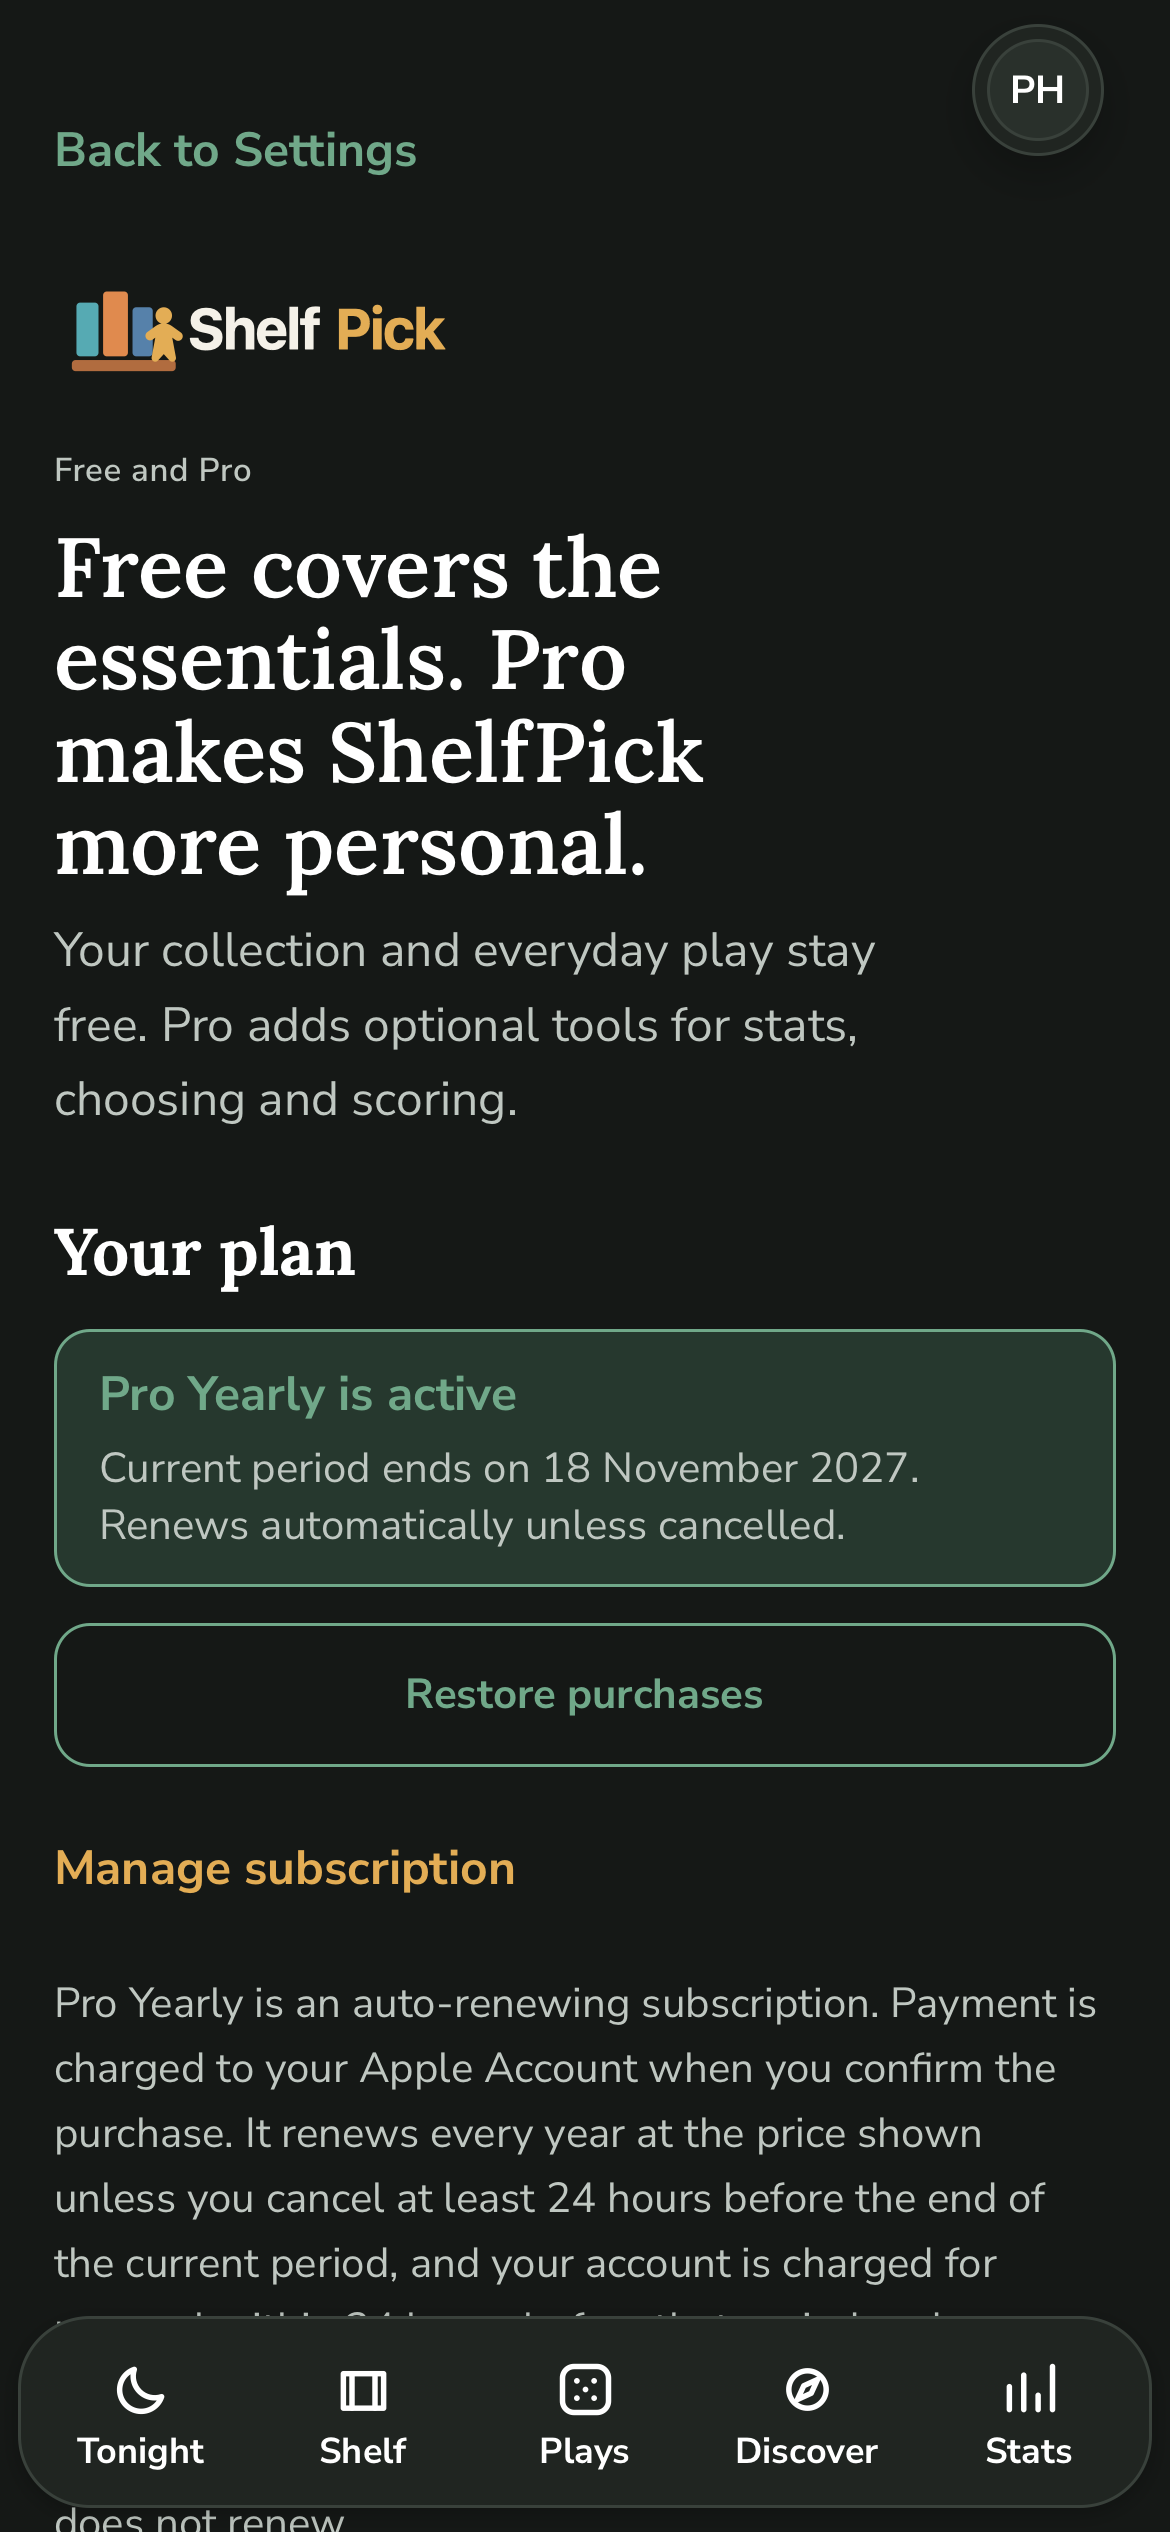 PH
Back to Settings
Shelf Pick
Free and Pro
Free covers the
essentials. Pro
makes ShelfPick
more personal.
Your collection and everyday play stay
free. Pro adds optional tools for stats,
choosing and scoring.
Your plan
Pro Yearly is active
Current period ends on 18 November 2027.
Renews automatically unless cancelled.
Restore purchases
Manage subscription
Pro Yearly is an auto-renewing subscription. Payment is
charged to your Apple Account when you confirm the
purchase. It renews every year at the price shown
unless you cancel at least 24 hours before the end of
the current period, and your account is charged for
Tonight
Shelf
Plays
Discover
Stats
does not renew